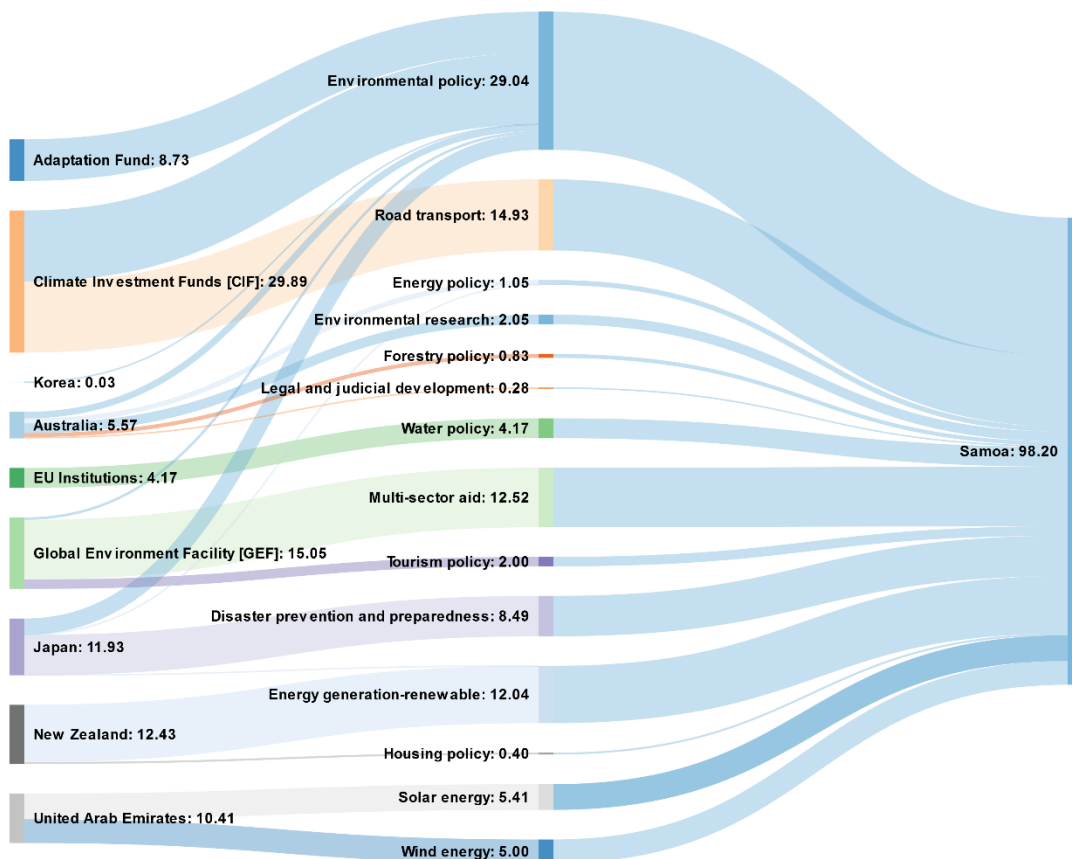 Environmental policy: 29.04
Adaptation Fund: 8.73
Road transport: 14.93
Climate Investment Funds [CIF]: 29.89
Energy policy: 1.05
Environmental research: 2.05
Forestry policy: 0.83
Korea: 0.03
Legal and judicial development: 0.28
Australia: 5.57
Water policy: 4.17
Samoa: 98.20
EU Institutions: 4.17
Multi-sector aid: 12.52
Global Environment Facility [GEF]: 15.05
Tourism policy: 2.00
Disaster prevention and preparedness: 8.49
Japan: 11.93
Energy generation-renewable: 12.04
New Zealand: 12.43
Housing policy: 0.40
Solar energy: 5.41
United Arab Emirates: 10.41
Wind energy: 5.00